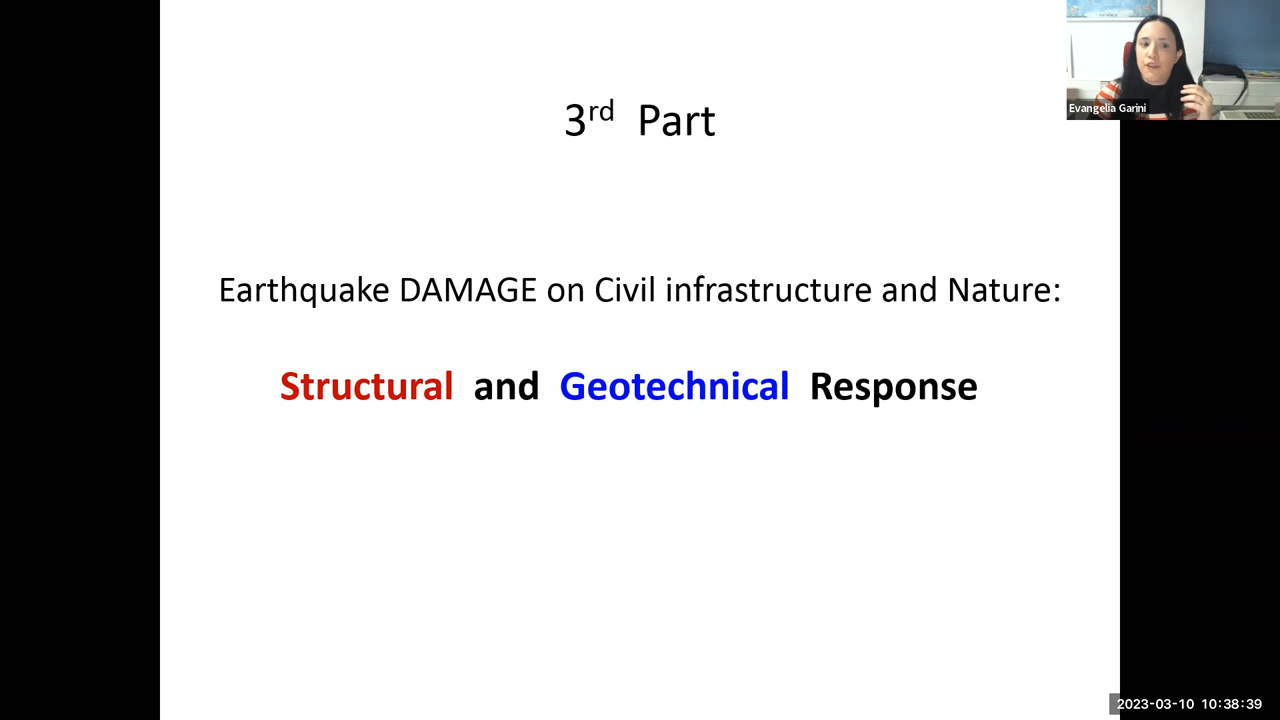 3rd Part
Evangelia Garini
Earthquake DAMAGE on Civil infrastructure and Nature:
Structural and Geotechnical Response
2023-03-10 10:38:39